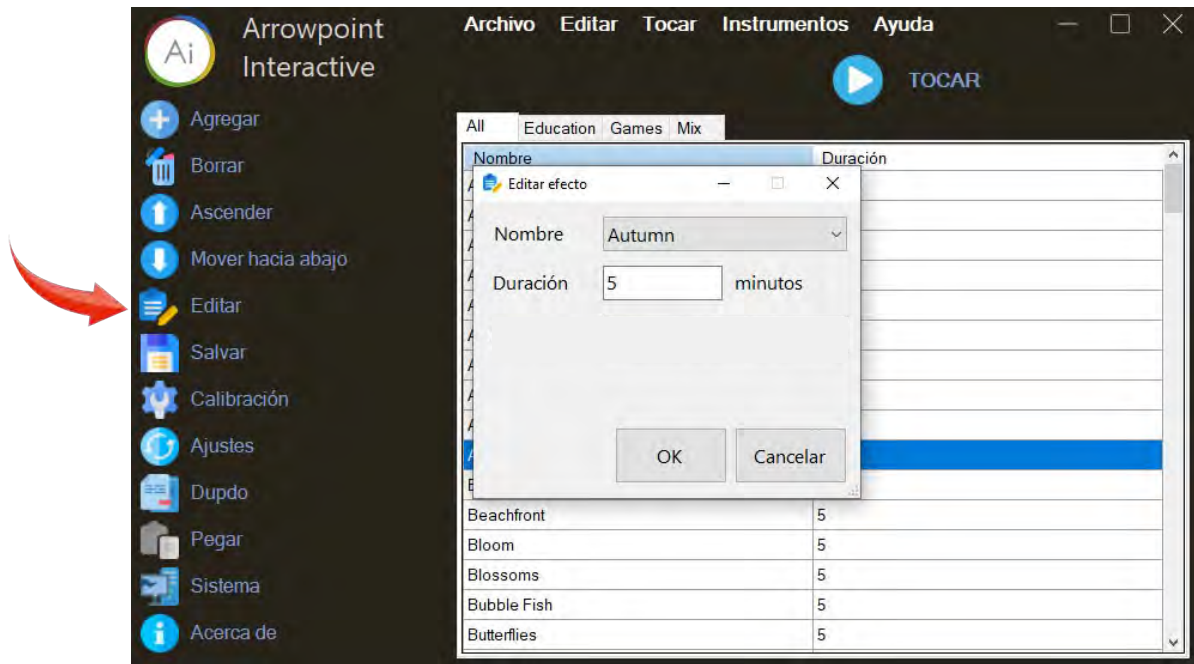 Ai
Arrowpoint
Interactive
Archivo Editar Tocar Instrumentos Ayuda
TOCAR
Agregar
Borrar
Ascender
Mover hacia abajo
Editar
Salvar
Calibración
Ajustes
Dupdo
Pegar
Sistema
Acerca de
All Education Games Mix
Nombre Duración
Editar efecto
Nombre Autumn
Duración 5 minutos
OK Cancelar
Beachfront 5
Bloom 5
Blossoms 5
Bubble Fish 5
Butterflies 5